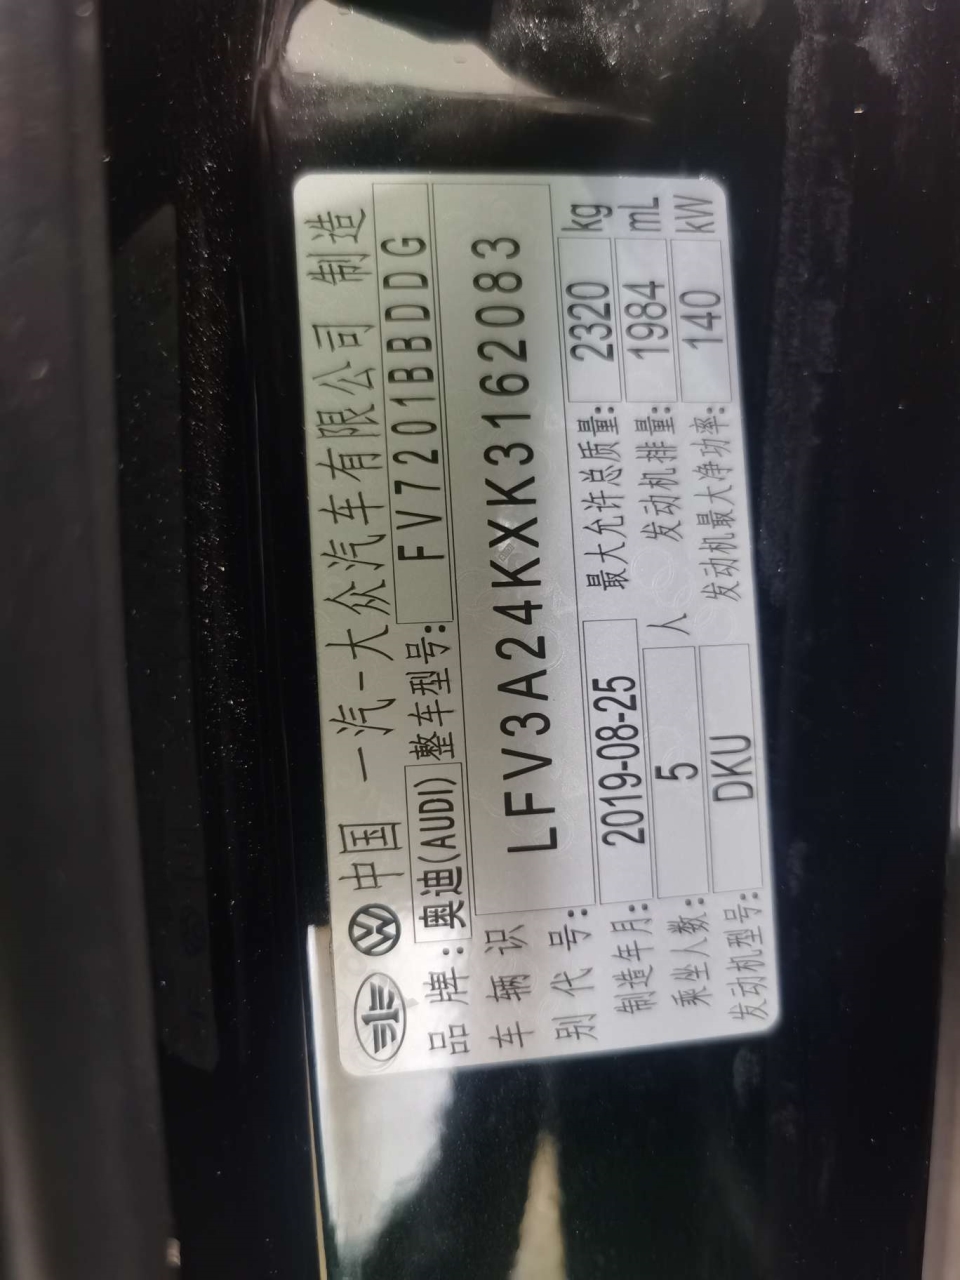 中国 一汽-大众汽车有限公司 制造
品牌: 奥迪(AUDI) 整车型号: FV7201BBDDG
车辆识别代号: LFV3A24KXK3162083
制造年月: 2019-08-25 最大允许总质量: 2320 kg
乘坐人数: 5 人 发动机排量: 1984 mL
发动机型号: DKU 发动机最大净功率: 140 kW